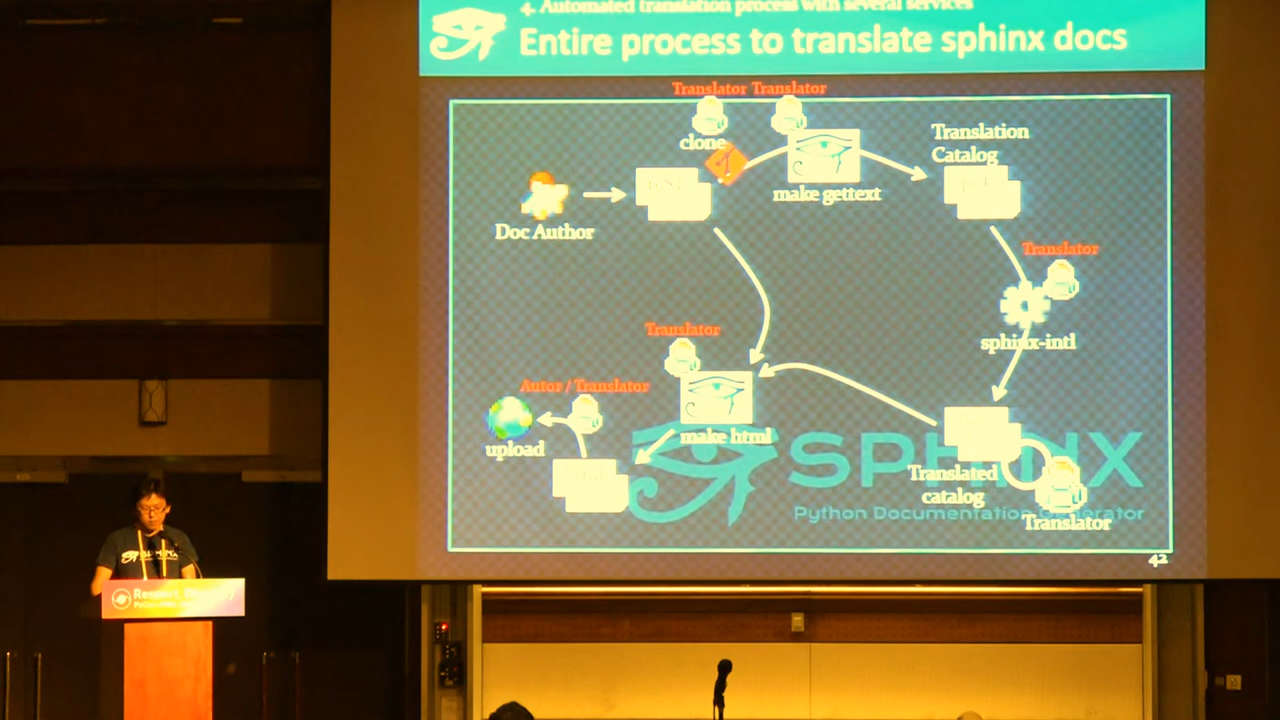 4. Automated translation process with several services
Entire process to translate sphinx docs
Translator Translator
clone
make gettext
Translation
Catalog
Doc Author
Translator
sphinx-intl
Translator
make html
Autor / Translator
upload
Translated
catalog
Translator
SPHINX
Python Documentation Generator
42
SPHINX